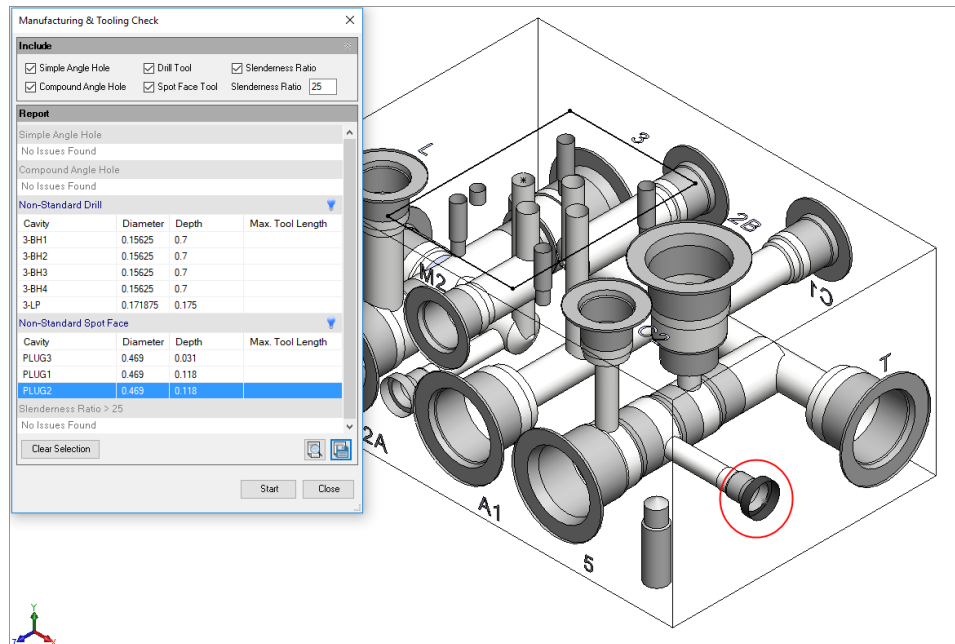 Manufacturing & Tooling Check
Include
Simple Angle Hole Drill Tool Slenderness Ratio
Compound Angle Hole Spot Face Tool Slenderness Ratio 25
Report
Simple Angle Hole
No Issues Found
Compound Angle Hole
No Issues Found
Non-Standard Drill
Cavity Diameter Depth Max. Tool Length
3-BH1 0.15625 0.7
3-BH2 0.15625 0.7
3-BH3 0.15625 0.7
3-BH4 0.15625 0.7
3-LP 0.171875 0.175
Non-Standard Spot Face
Cavity Diameter Depth Max. Tool Length
PLUG3 0.469 0.031
PLUG1 0.469 0.118
PLUG2 0.469 0.118
Slenderness Ratio > 25
No Issues Found
Clear Selection
Start Close
L
3
2B
M2
C1
C2
T
2A
A1
5
Y